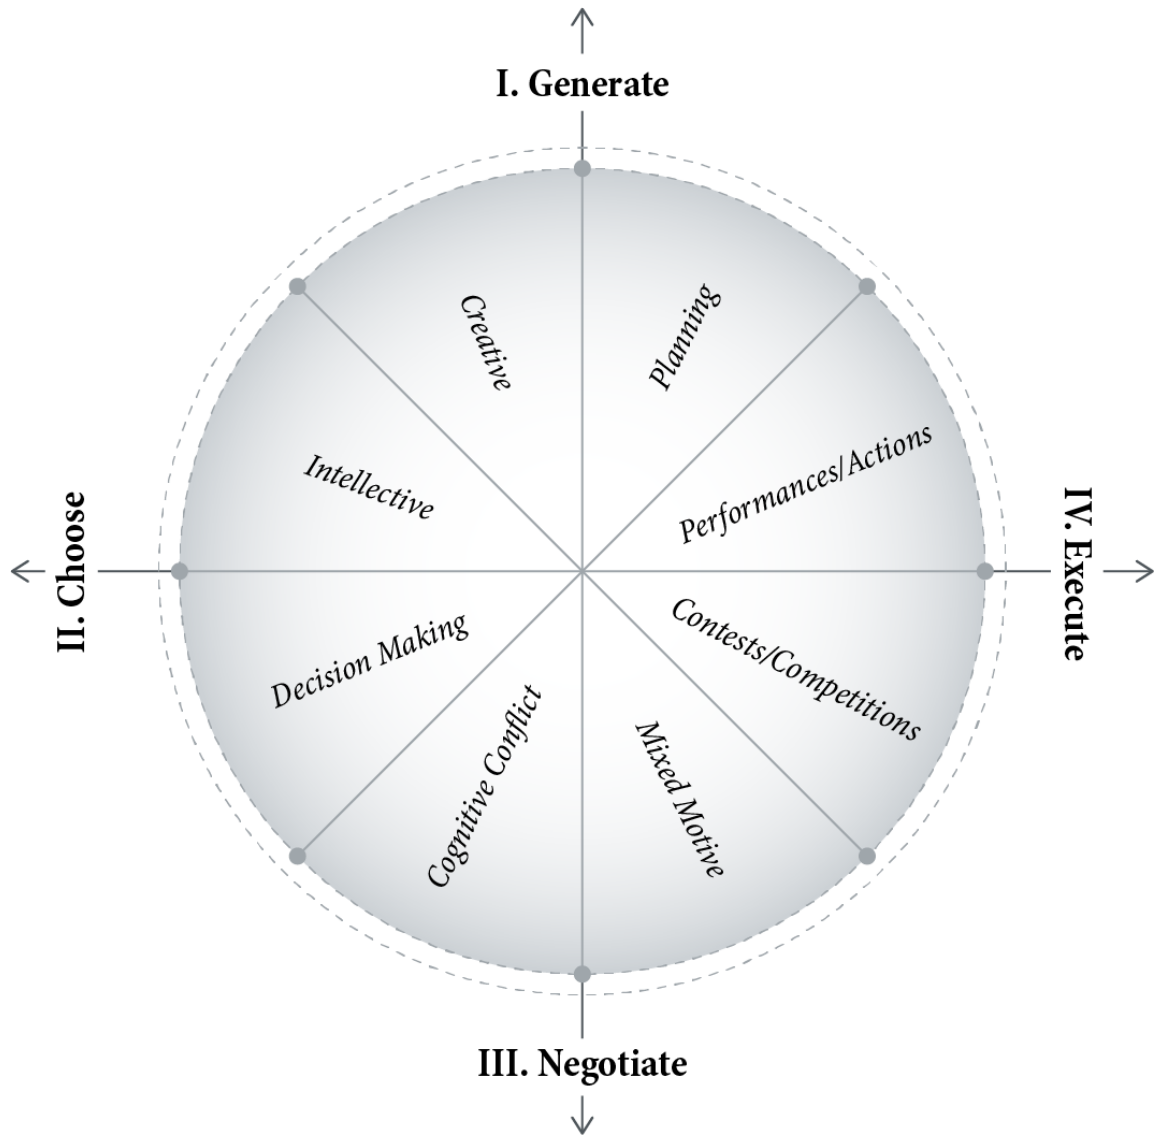 I. Generate
Creative
Planning
Intellective
Performances/Actions
II. Choose
IV. Execute
Decision Making
Contests/Competitions
Cognitive Conflict
Mixed Motive
III. Negotiate